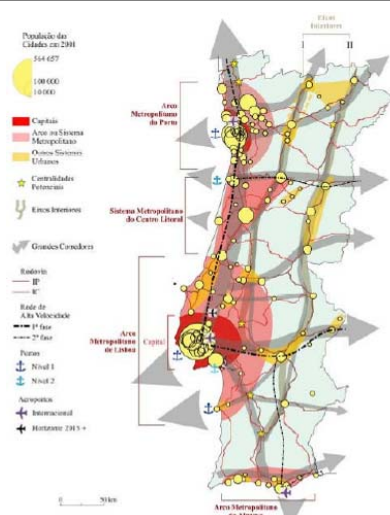 População das
Cidades em 2001
564 657
100 000
10 000
Capitais
Arco ou Sistema
Metropolitano
Outros Sistemas
Urbanos
Centralidades
Potenciais
Eixos Interiores
Grandes Corredores
Rodovia
IP
IC
Rede de
Alta Velocidade
1ª fase
2ª fase
Portos
Nível 1
Nível 2
Aeroportos
Internacional
Horizonte 2015 +
0 50 km
Eixos
Interiores
I II
Arco
Metropolitano
do Porto
Sistema Metropolitano
do Centro Litoral
Arco
Metropolitano
de Lisboa
Capital
Arco Metropolitano